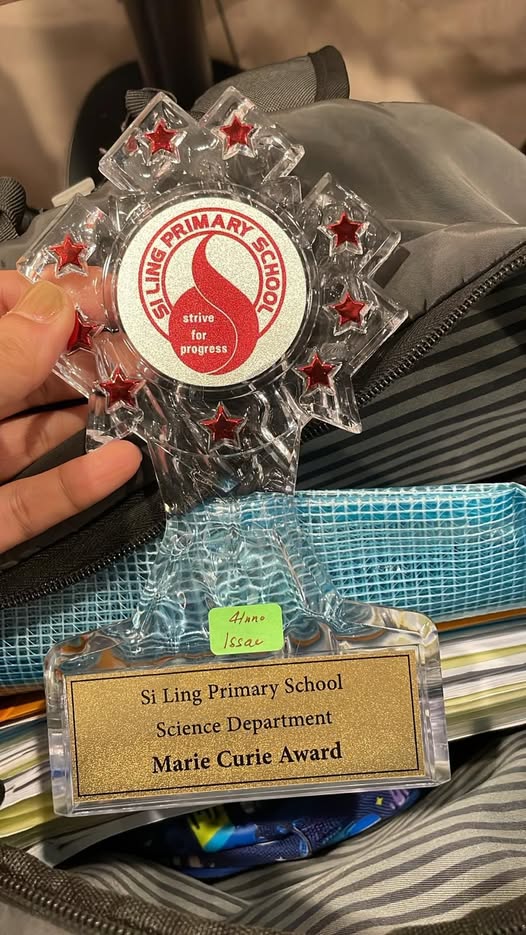 SI LING PRIMARY SCHOOL
strive
for
progress
4Inno
Issac
Si Ling Primary School
Science Department
Marie Curie Award